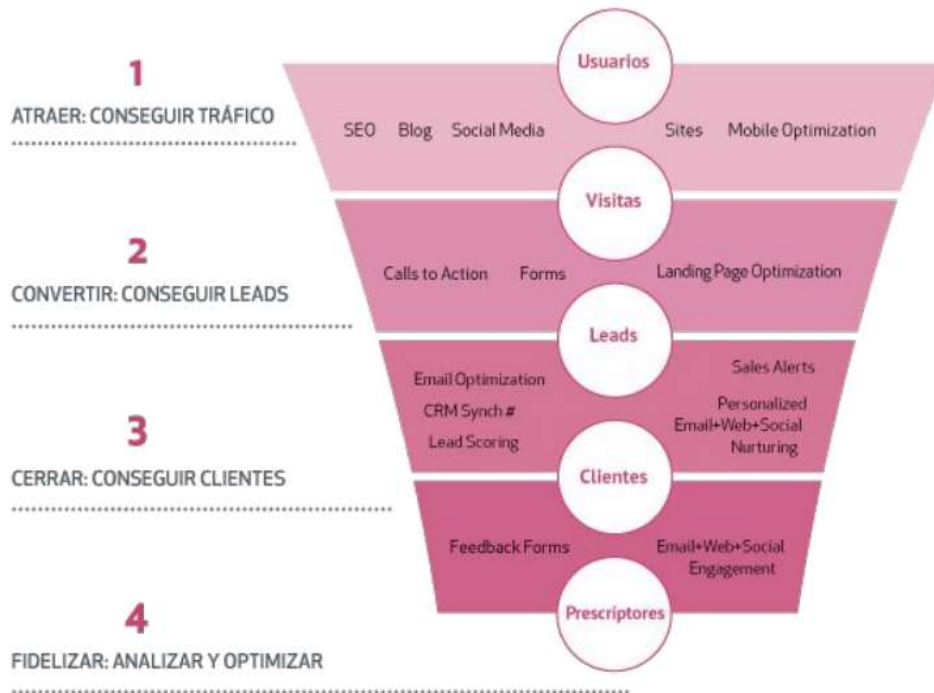 Usuarios
1
ATRAER: CONSEGUIR TRÁFICO
SEO Blog Social Media Sites Mobile Optimization
Visitas
2
CONVERTIR: CONSEGUIR LEADS
Calls to Action Forms Landing Page Optimization
Leads
3
CERRAR: CONSEGUIR CLIENTES
Email Optimization
CRM Synch #
Lead Scoring
Sales Alerts
Personalized
Email+Web+Social
Nurturing
Clientes
4
FIDELIZAR: ANALIZAR Y OPTIMIZAR
Feedback Forms
Email+Web+Social
Engagement
Prescriptores